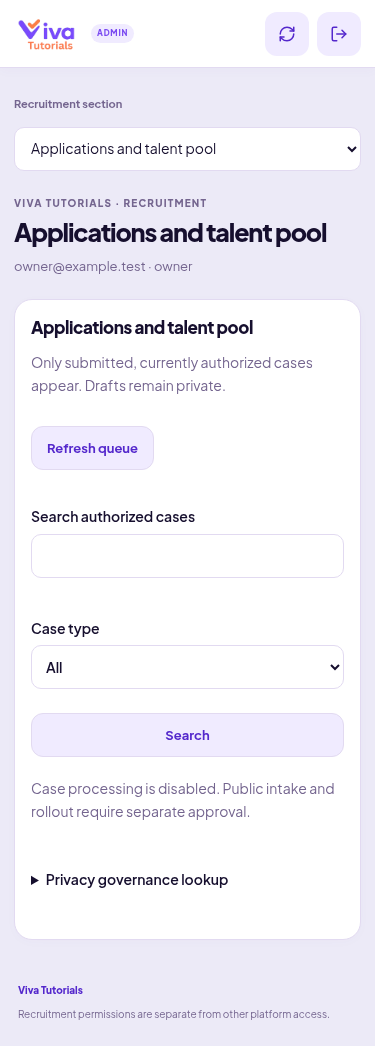 Viva
Tutorials
ADMIN
Recruitment section
Applications and talent pool
VIVA TUTORIALS · RECRUITMENT
Applications and talent pool
owner@example.test · owner
Applications and talent pool
Only submitted, currently authorized cases
appear. Drafts remain private.
Refresh queue
Search authorized cases
Case type
All
Search
Case processing is disabled. Public intake and
rollout require separate approval.
Privacy governance lookup
Viva Tutorials
Recruitment permissions are separate from other platform access.